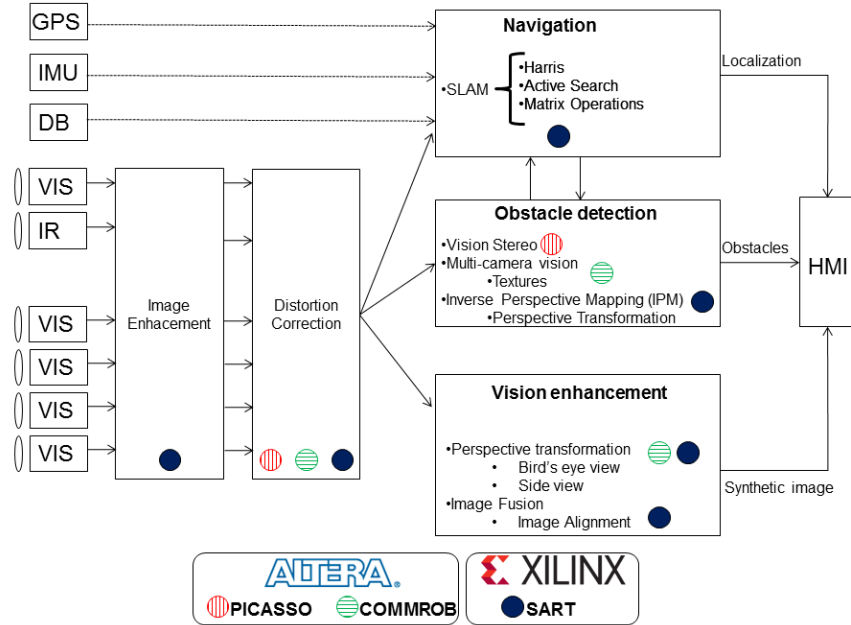 GPS
IMU
DB
VIS
IR
VIS
VIS
VIS
VIS
Image
Enhacement
Distortion
Correction
Navigation
•SLAM
•Harris
•Active Search
•Matrix Operations
Localization
Obstacle detection
•Vision Stereo
•Multi-camera vision
•Textures
•Inverse Perspective Mapping (IPM)
•Perspective Transformation
Obstacles
HMI
Vision enhancement
•Perspective transformation
• Bird's eye view
• Side view
•Image Fusion
• Image Alignment
Synthetic image
ALTERA®
PICASSO
COMMROB
XILINX
SART